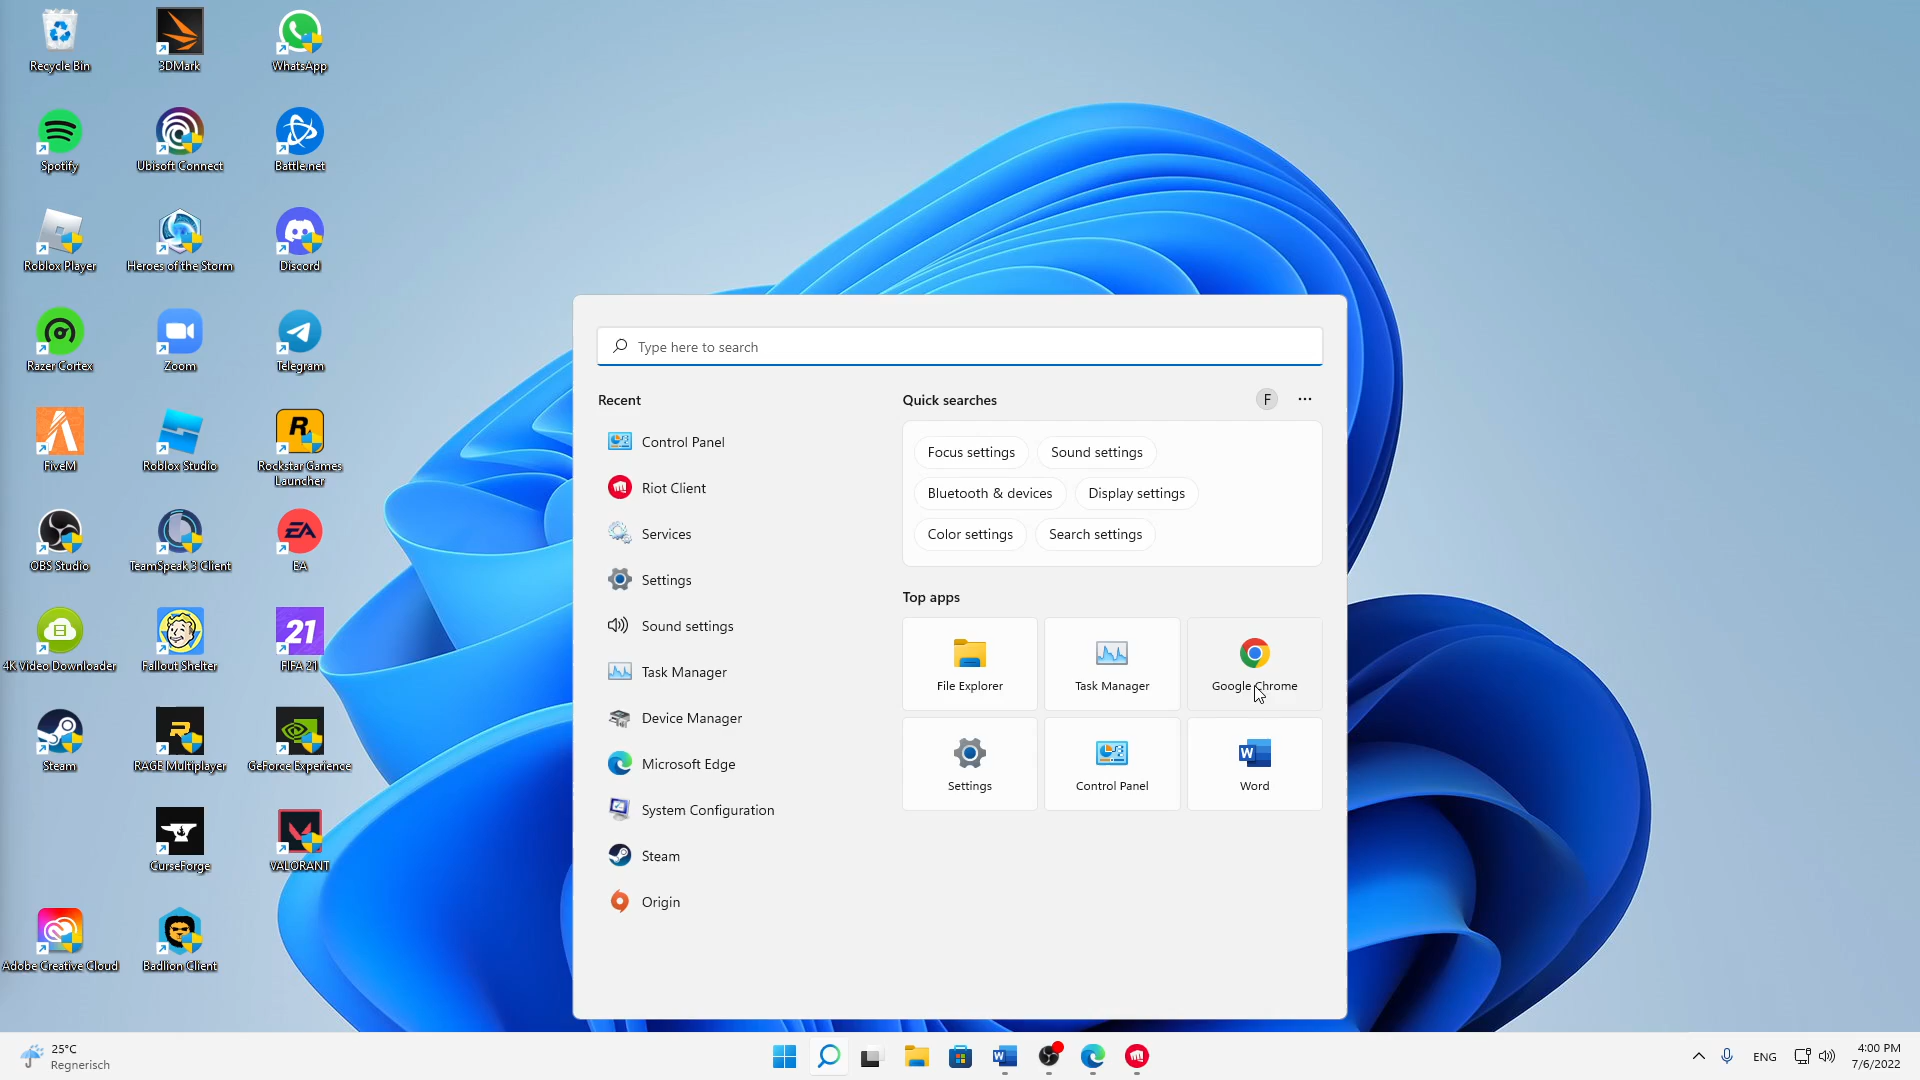 Recycle Bin
3DMark
WhatsApp
Spotify
Ubisoft Connect
Battle.net
Roblox Player
Heroes of the Storm
Discord
Razer Cortex
Zoom
Telegram
FiveM
Roblox Studio
R
Rockstar Games
Launcher
OBS Studio
TeamSpeak 3 Client
EA
EA
4K Video Downloader
Fallout Shelter
21
FIFA 21
Steam
RAGE Multiplayer
GeForce Experience
CurseForge
VALORANT
Adobe Creative Cloud
Badlion Client
Type here to search
Recent
Control Panel
Riot Client
Services
Settings
Sound settings
Task Manager
Device Manager
Microsoft Edge
System Configuration
Steam
Origin
Quick searches
F
Focus settings
Sound settings
Bluetooth & devices
Display settings
Color settings
Search settings
Top apps
File Explorer
Task Manager
Google Chrome
Settings
Control Panel
W
Word
25°C
Regnerisch
W
ENG
4:00 PM
7/6/2022